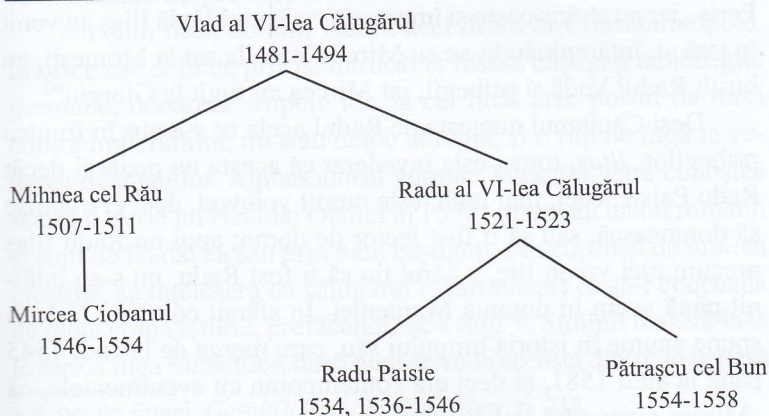 Vlad al VI-lea Călugărul
1481-1494
Mihnea cel Rău
1507-1511
Radu al VI-lea Călugărul
1521-1523
Mircea Ciobanul
1546-1554
Radu Paisie
1534, 1536-1546
Pătrașcu cel Bun
1554-1558